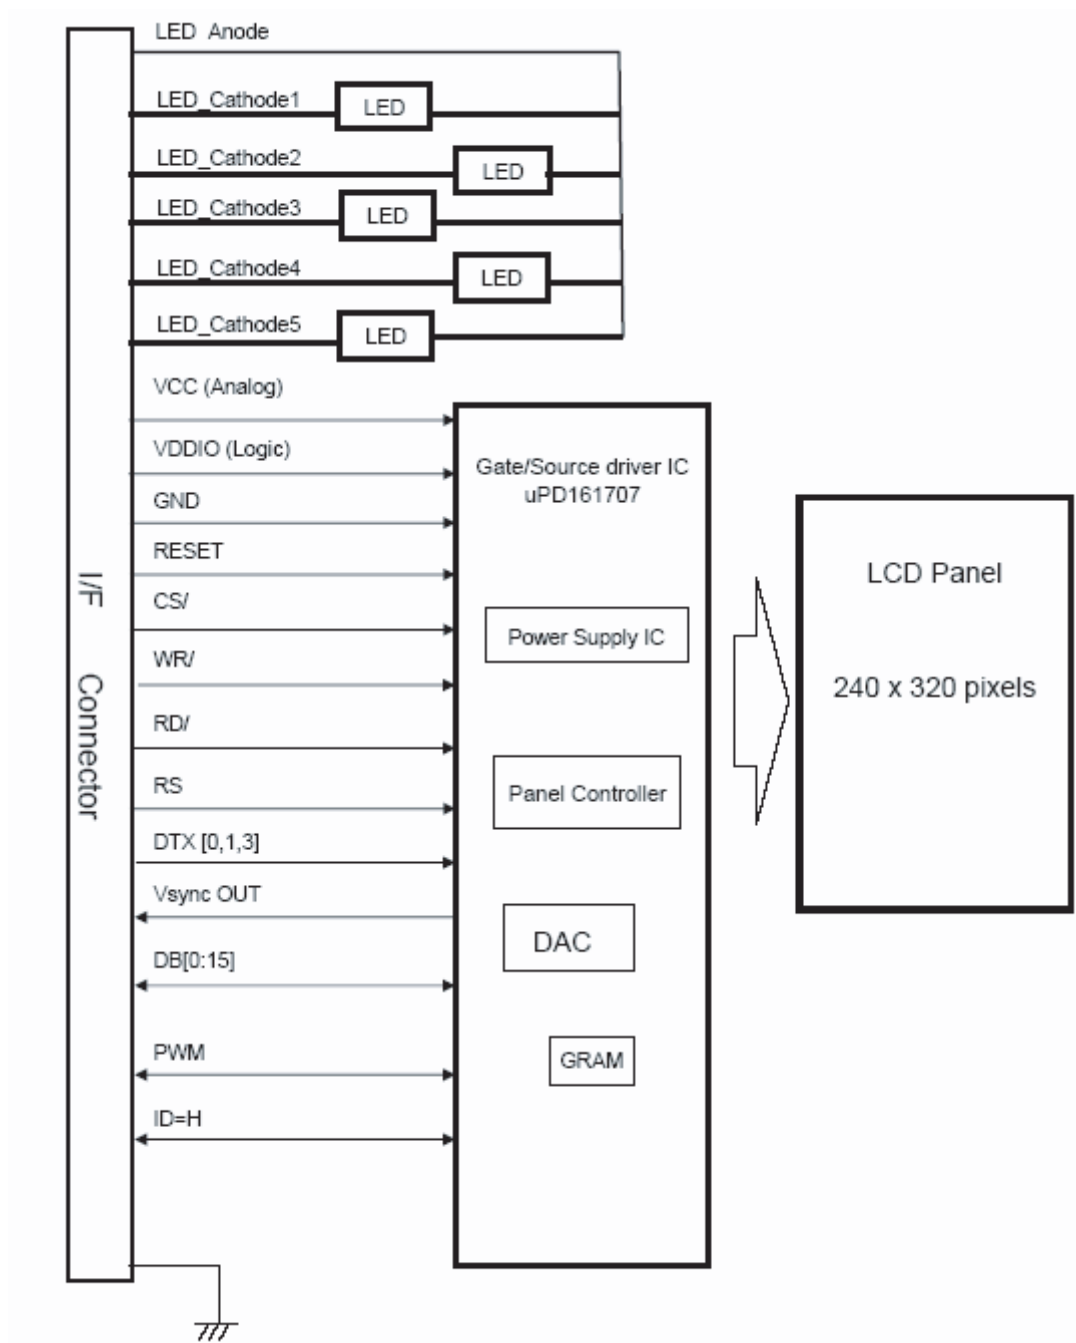 LED Anode
LED_Cathode1
LED
LED_Cathode2
LED
LED_Cathode3
LED
LED_Cathode4
LED
LED_Cathode5
LED
VCC (Analog)
VDDIO (Logic)
GND
RESET
CS/
WR/
RD/
RS
DTX [0,1,3]
Vsync OUT
DB[0:15]
PWM
ID=H
I/F Connector
Gate/Source driver IC
uPD161707
Power Supply IC
Panel Controller
DAC
GRAM
LCD Panel
240 x 320 pixels